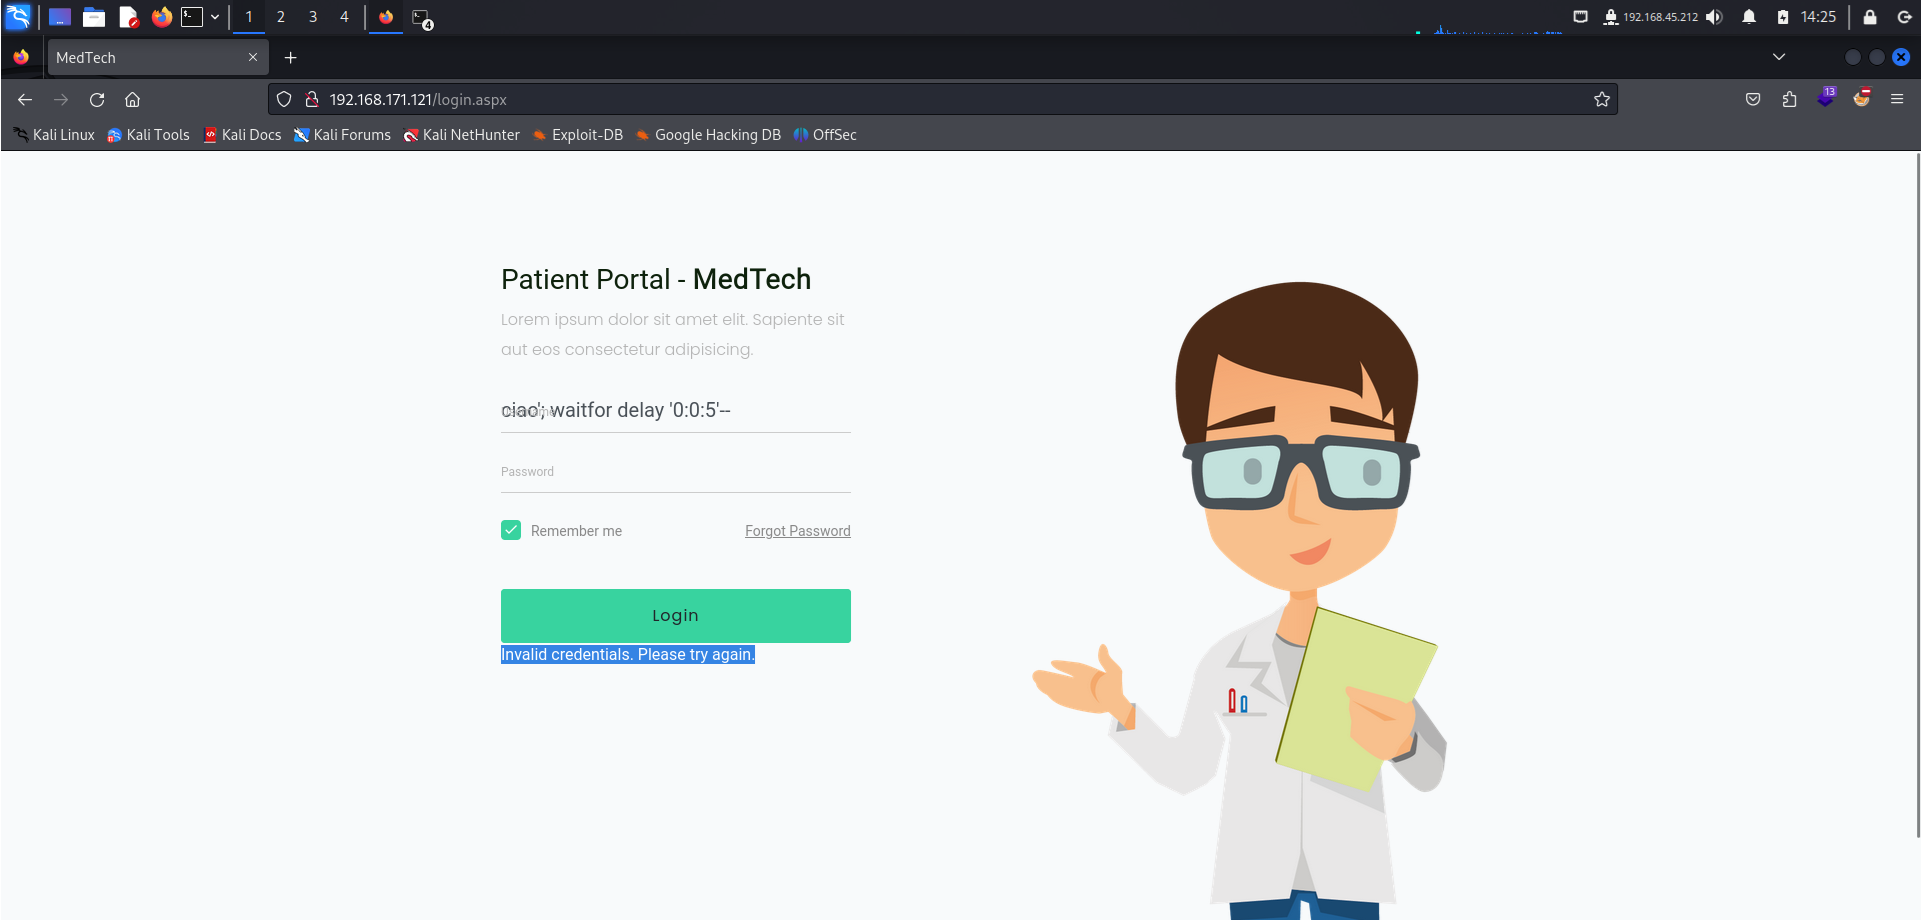 1 2 3 4 4 192.168.45.212 14:25
MedTech
192.168.171.121/login.aspx 13
Kali Linux Kali Tools Kali Docs Kali Forums Kali NetHunter Exploit-DB Google Hacking DB OffSec
Patient Portal - MedTech
Lorem ipsum dolor sit amet elit. Sapiente sit
aut eos consectetur adipisicing.
ciao'; waitfor delay '0:0:5'--
Password
Remember me Forgot Password
Login
Invalid credentials. Please try again.